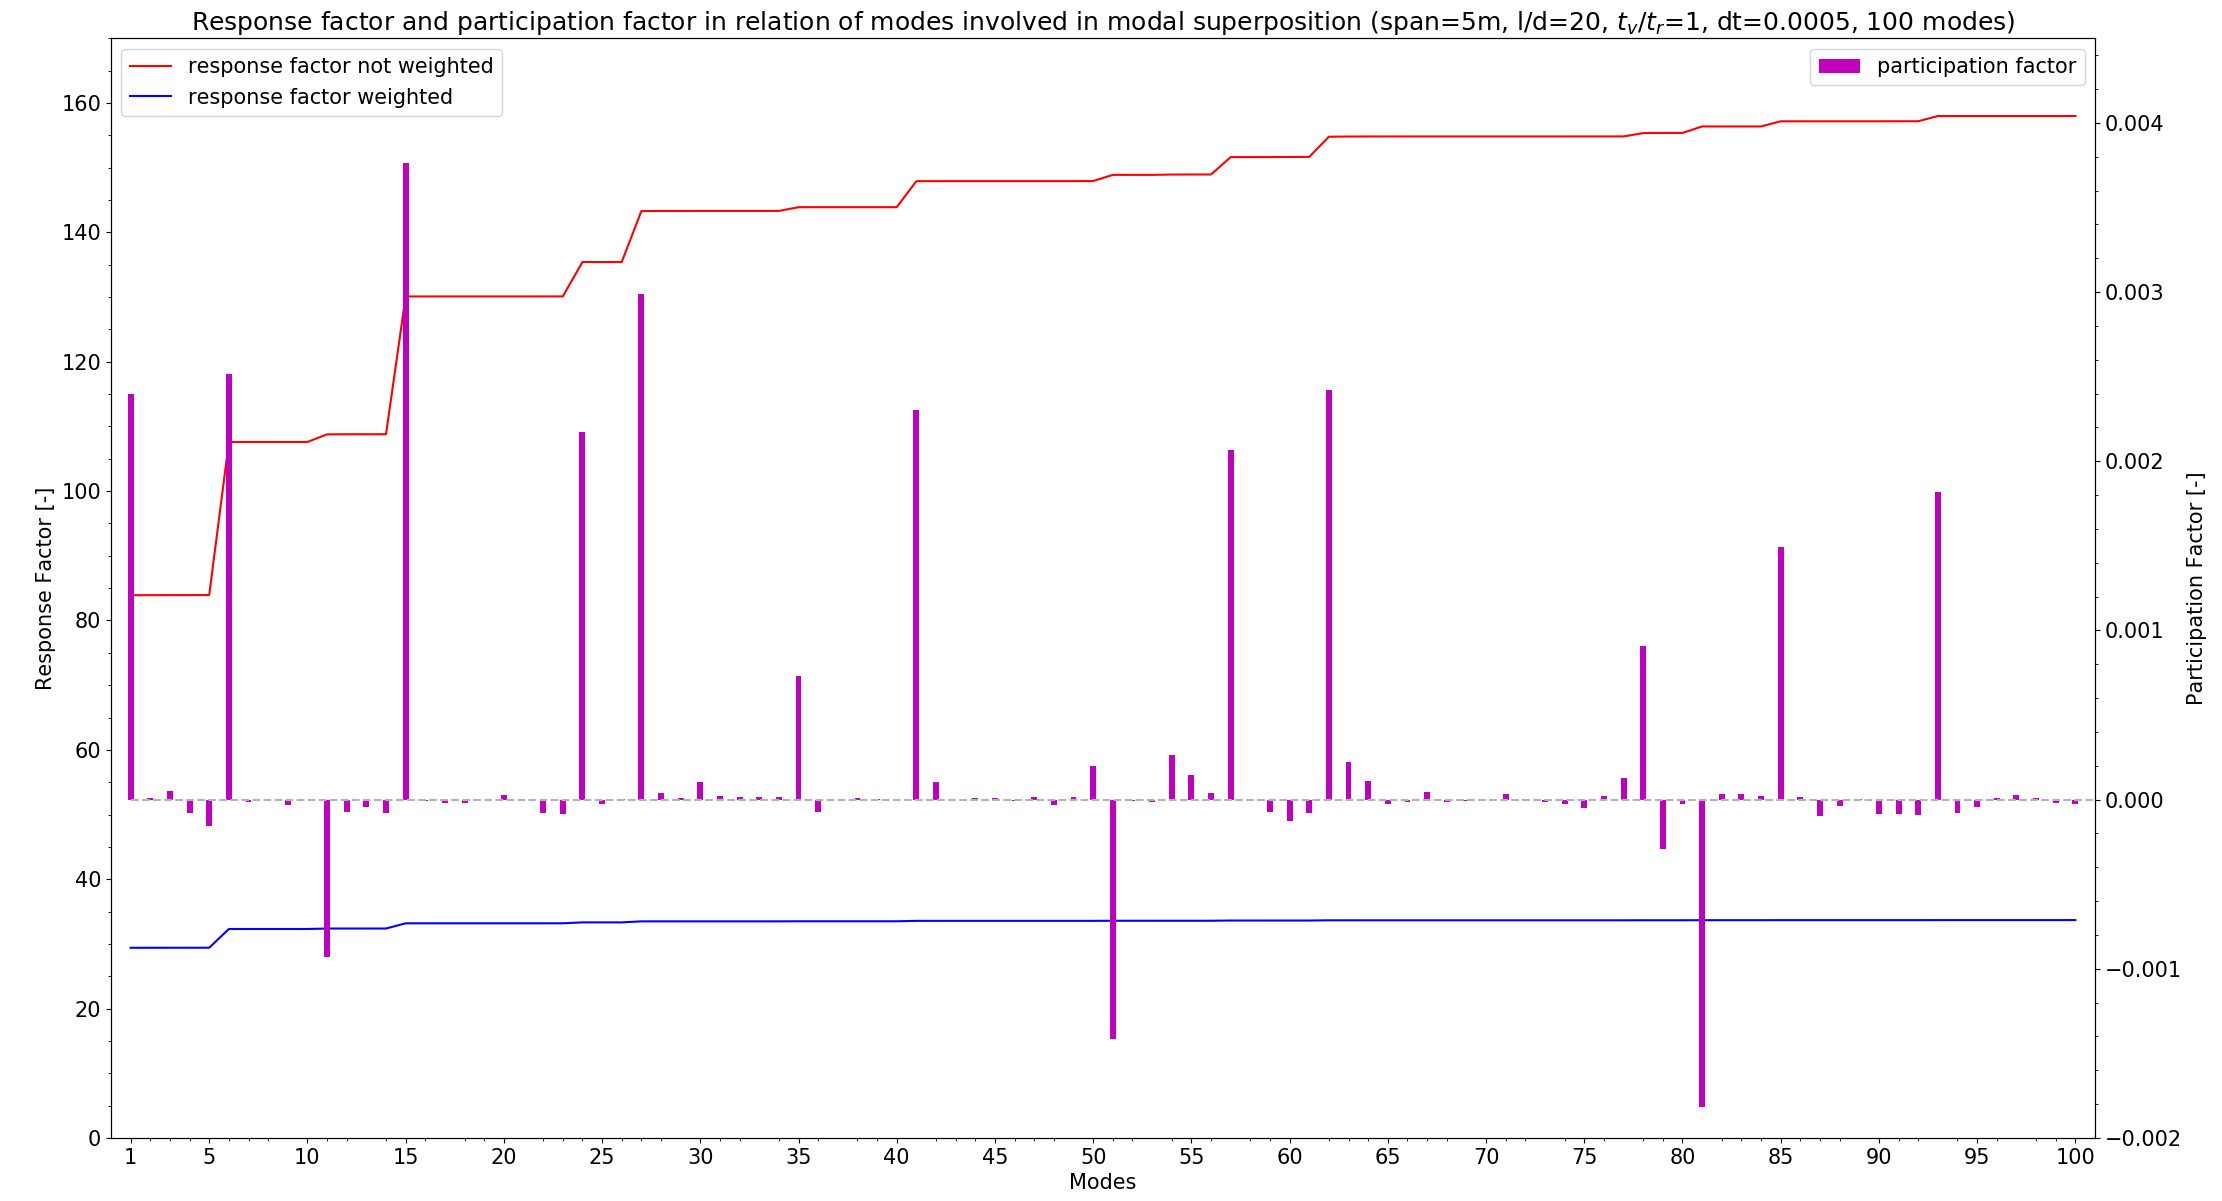 Response factor and participation factor in relation of modes involved in modal superposition (span=5m, l/d=20, tᵥ/tᵣ=1, dt=0.0005, 100 modes)
response factor not weighted
response factor weighted
participation factor
Response Factor [-]
160
140
120
100
80
60
40
20
0
0.004
0.003
0.002
0.001
0.000
−0.001
−0.002
Participation Factor [-]
1 5 10 15 20 25 30 35 40 45 50 55 60 65 70 75 80 85 90 95 100
Modes